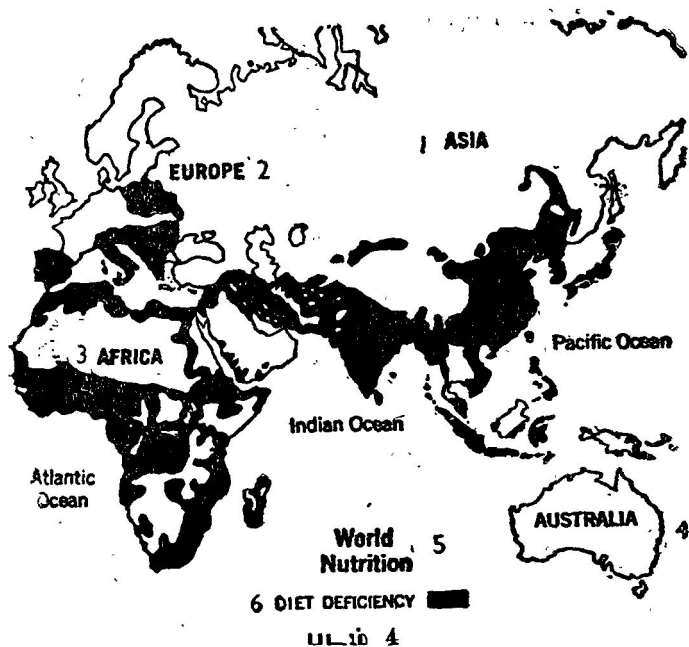 1 ASIA
EUROPE 2
3 AFRICA
Pacific Ocean
Indian Ocean
Atlantic
Ocean
AUSTRALIA 4
World 5
Nutrition
6 DIET DEFICIENCY
4